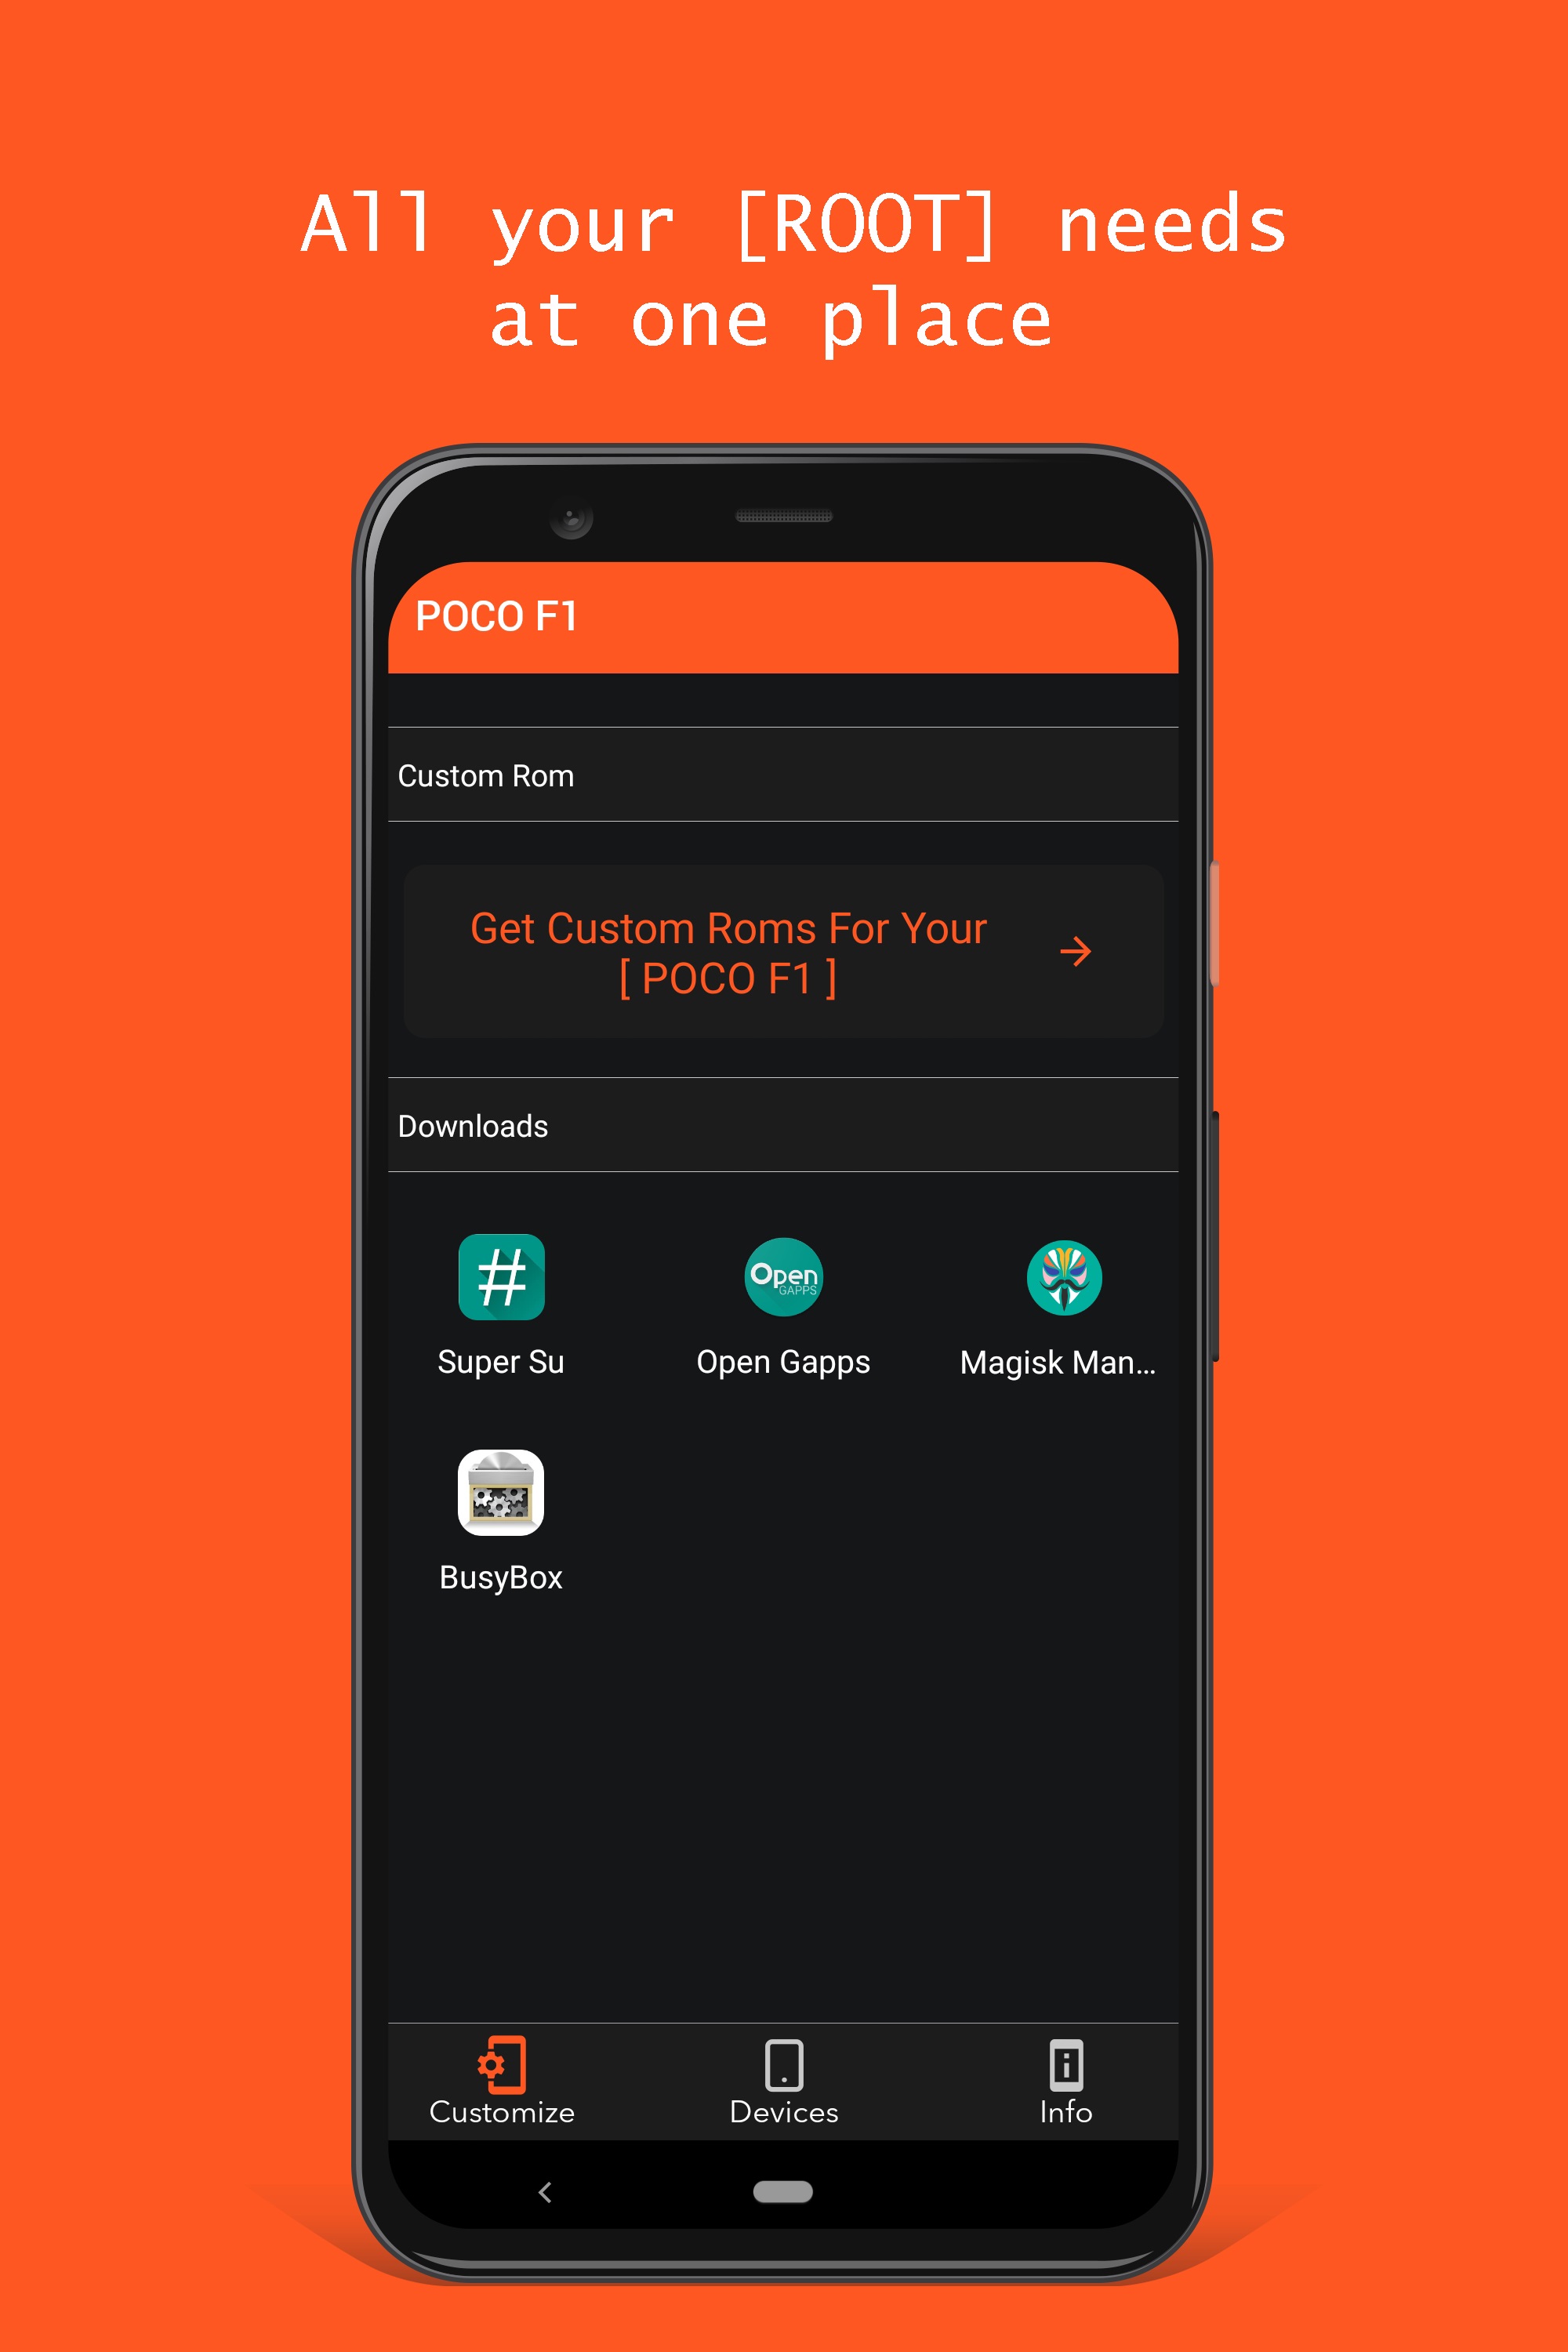 All your [ROOT] needs
at one place
POCO F1
Custom Rom
Get Custom Roms For Your
[ POCO F1 ]
Downloads
#
Open
GAPPS
Super Su
Open Gapps
Magisk Man...
BusyBox
Customize
Devices
Info